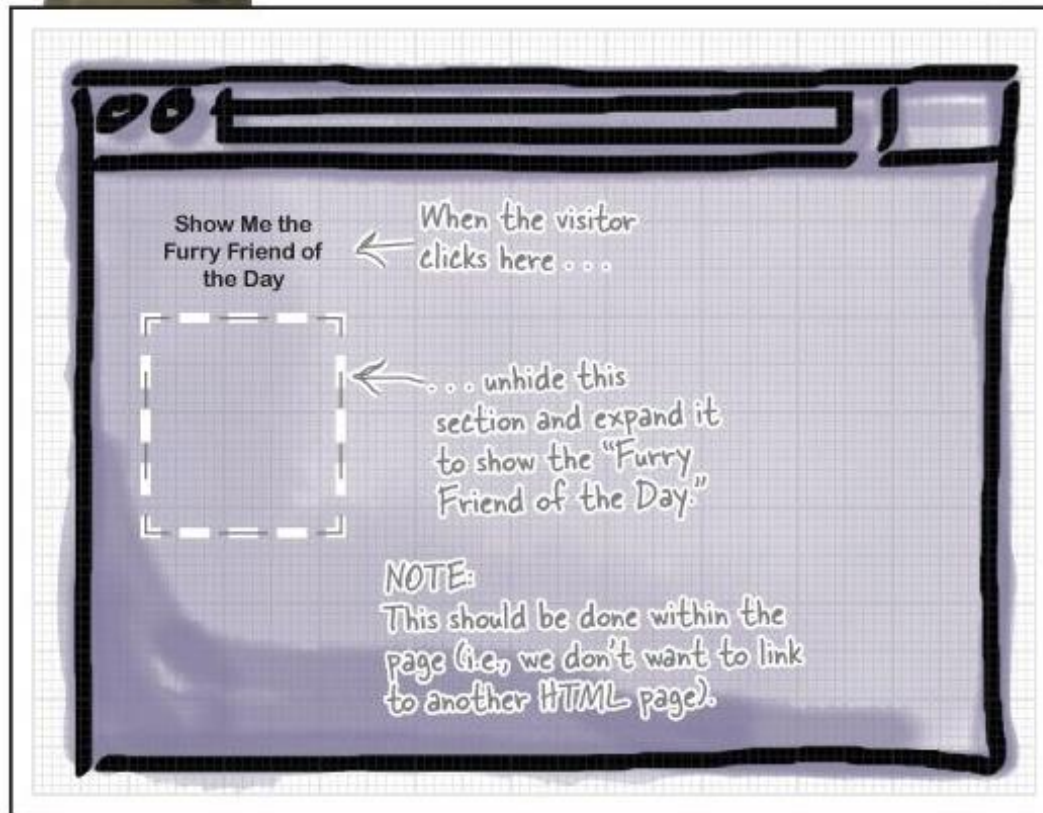 Show Me the
Furry Friend of
the Day
When the visitor
clicks here . . .
. . . unhide this
section and expand it
to show the “Furry
Friend of the Day.”
NOTE:
This should be done within the
page (i.e., we don't want to link
to another HTML page).